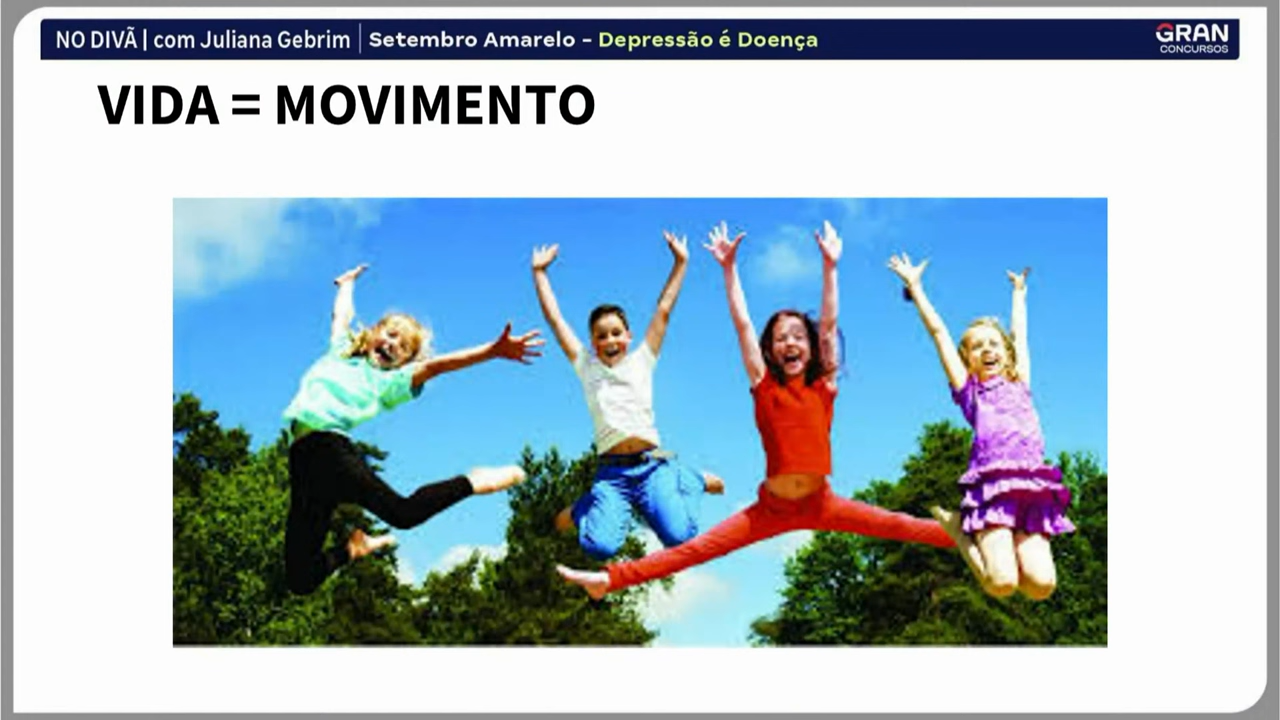 NO DIVÃ | com Juliana Gebrim | Setembro Amarelo – Depressão é Doença
GRAN
CONCURSOS
VIDA = MOVIMENTO